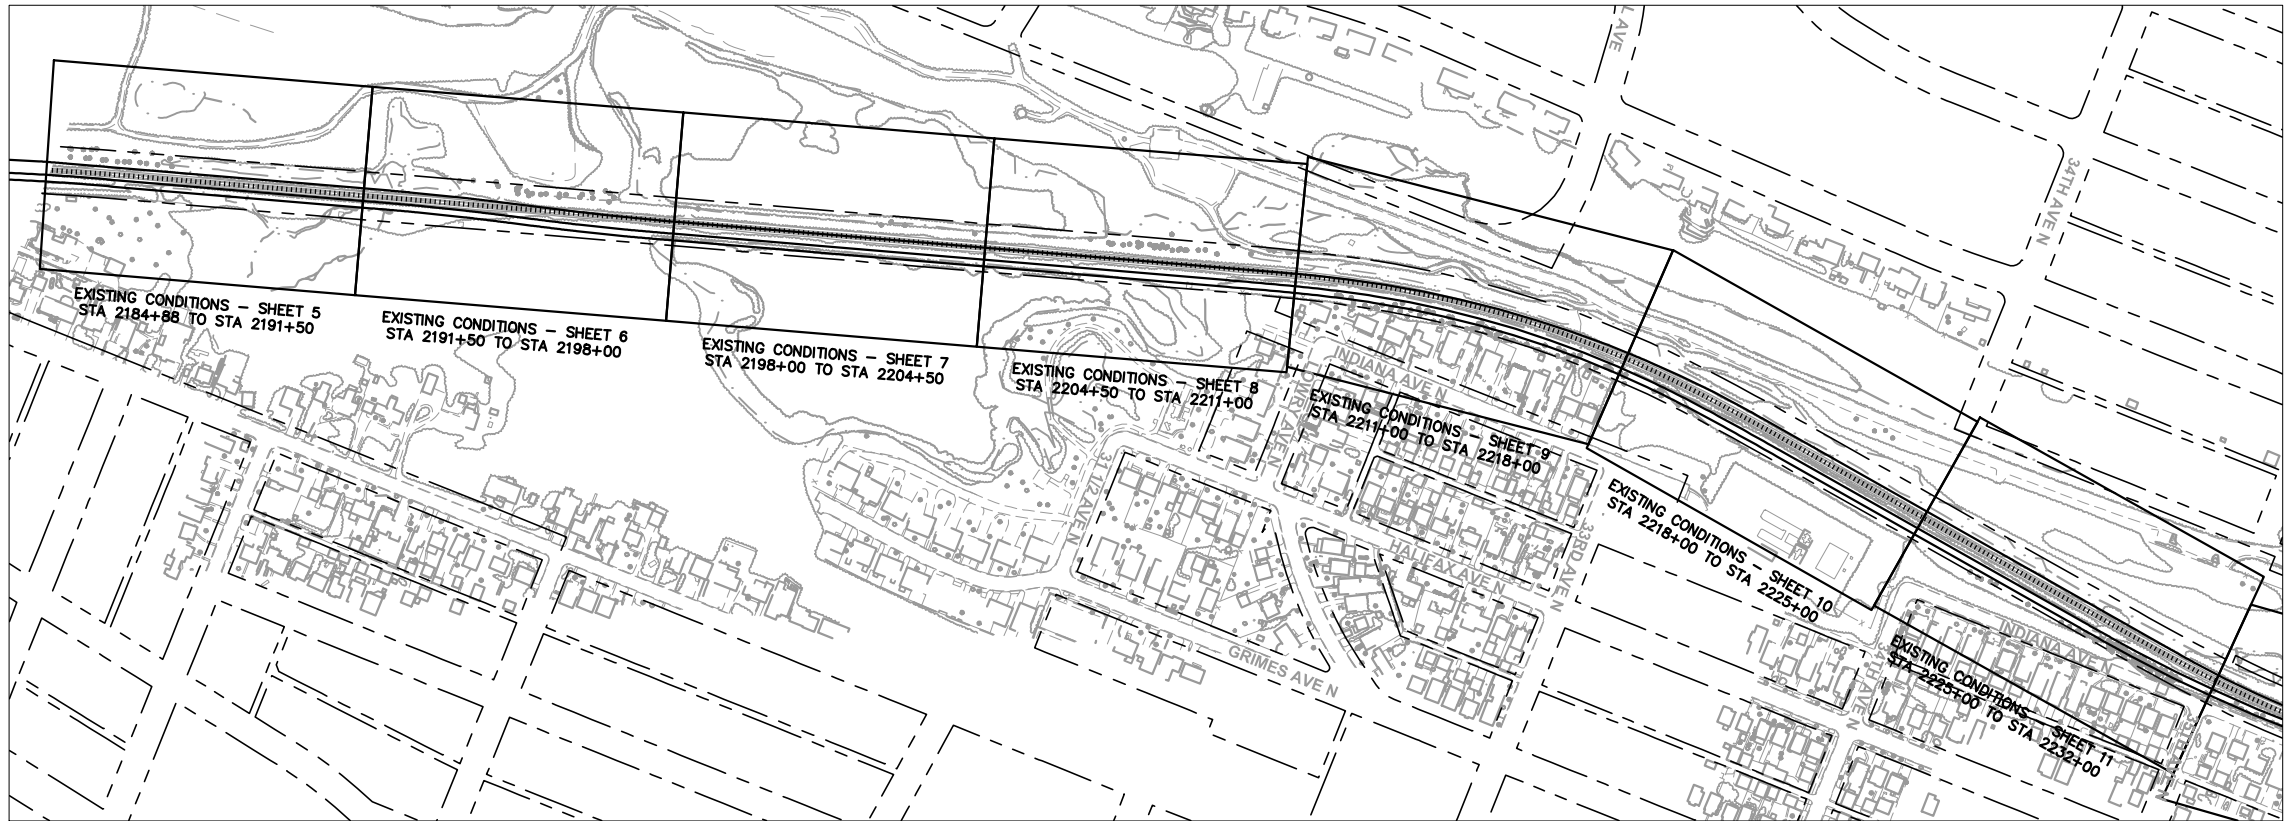 L AVE
34TH AVE N
EXISTING CONDITIONS – SHEET 5
STA 2184+88 TO STA 2191+50
EXISTING CONDITIONS – SHEET 6
STA 2191+50 TO STA 2198+00
EXISTING CONDITIONS – SHEET 7
STA 2198+00 TO STA 2204+50
EXISTING CONDITIONS – SHEET 8
STA 2204+50 TO STA 2211+00
INDIANA AVE N
EXISTING CONDITIONS – SHEET 9
STA 2211+00 TO STA 2218+00
31 1/2 AVE N
33RD AVE N
HALIFAX AVE N
GRIMES AVE N
EXISTING CONDITIONS – SHEET 10
STA 2218+00 TO STA 2225+00
INDIANA AVE N
EXISTING CONDITIONS – SHEET 11
STA 2225+00 TO STA 2232+00